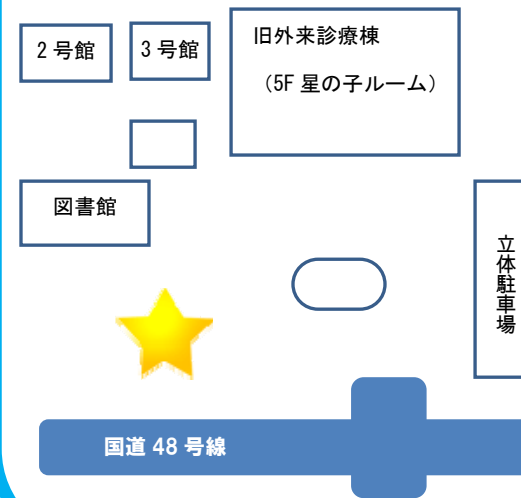 2号館
3号館
旧外来診療棟
（5F 星の子ルーム）
図書館
立体駐車場
国道 48 号線